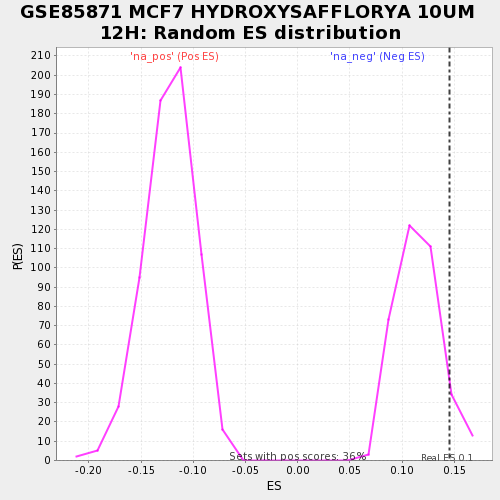 GSE85871 MCF7 HYDROXYSAFFLORYA 10UM
12H: Random ES distribution
'na_pos' (Pos ES) 'na_neg' (Neg ES)
210
200
190
180
170
160
150
140
130
120
110
100
90
80
70
60
50
40
30
20
10
0
P(ES)
Sets with pos scores: 36%
Real ES 0.1
-0.20 -0.15 -0.10 -0.05 0.00 0.05 0.10 0.15
ES